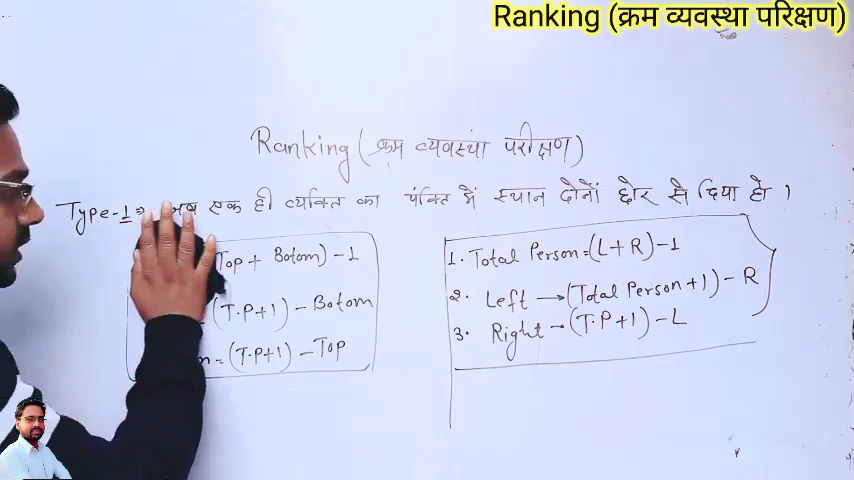 Ranking (क्रम व्यवस्था परिक्षण)
Ranking (क्रम व्यवस्था परीक्षण)
Type-1⇒ जब एक ही व्यक्ति का पंक्ति में स्थान दोनों छोर से दिया हो ।
Top + Botom) - 1
(T.P+1) - Botom
= (T.P+1) - Top
1. Total Person = (L+R) - 1
2. Left → (Total Person + 1) - R
3. Right → (T.P+1) - L